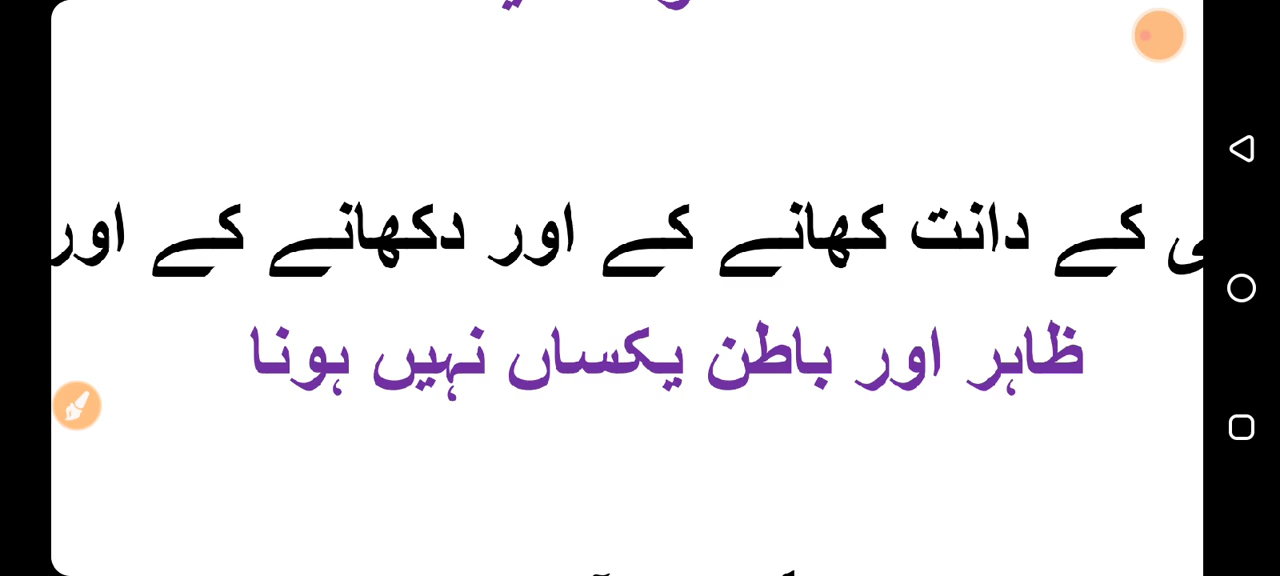 کے دانت کھانے کے اور دکھانے کے اور
ظاہر اور باطن یکساں نہیں ہونا